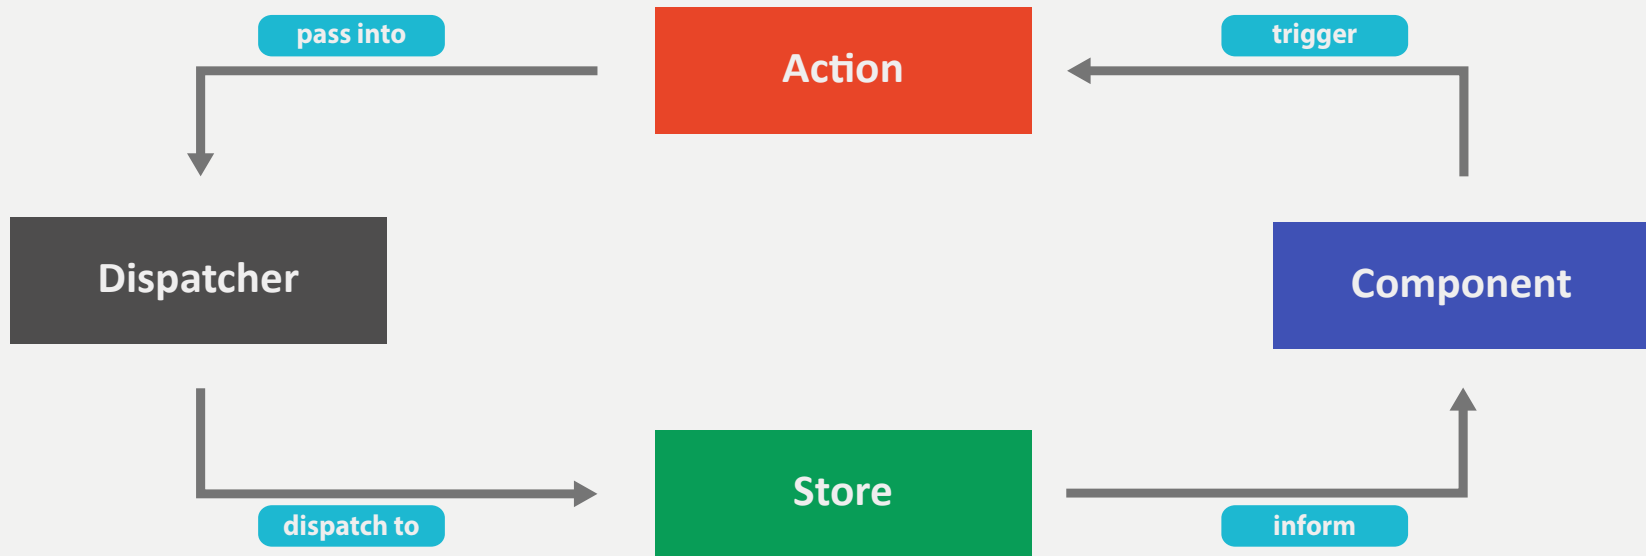 pass into
Action
trigger
Dispatcher
Component
dispatch to
Store
inform